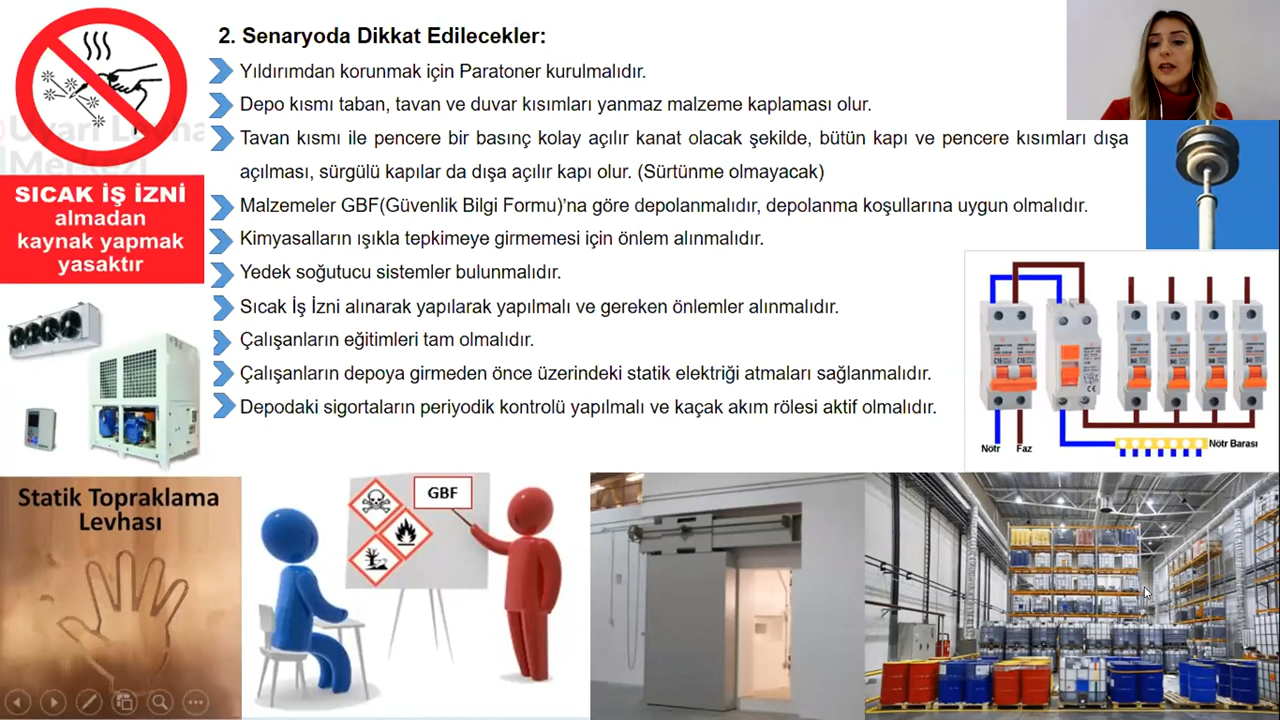 2. Senaryoda Dikkat Edilecekler:
Yıldırımdan korunmak için Paratoner kurulmalıdır.
Depo kısmı taban, tavan ve duvar kısımları yanmaz malzeme kaplaması olur.
Tavan kısmı ile pencere bir basınç kolay açılır kanat olacak şekilde, bütün kapı ve pencere kısımları dışa
açılması, sürgülü kapılar da dışa açılır kapı olur. (Sürtünme olmayacak)
Malzemeler GBF(Güvenlik Bilgi Formu)’na göre depolanmalıdır, depolanma koşullarına uygun olmalıdır.
Kimyasalların ışıkla tepkimeye girmemesi için önlem alınmalıdır.
Yedek soğutucu sistemler bulunmalıdır.
Sıcak İş İzni alınarak yapılarak yapılmalı ve gereken önlemler alınmalıdır.
Çalışanların eğitimleri tam olmalıdır.
Çalışanların depoya girmeden önce üzerindeki statik elektriği atmaları sağlanmalıdır.
Depodaki sigortaların periyodik kontrolü yapılmalı ve kaçak akım rölesi aktif olmalıdır.
SICAK İŞ İZNİ
almadan
kaynak yapmak
yasaktır
Nötr Faz
Nötr Barası
Statik Topraklama
Levhası
GBF